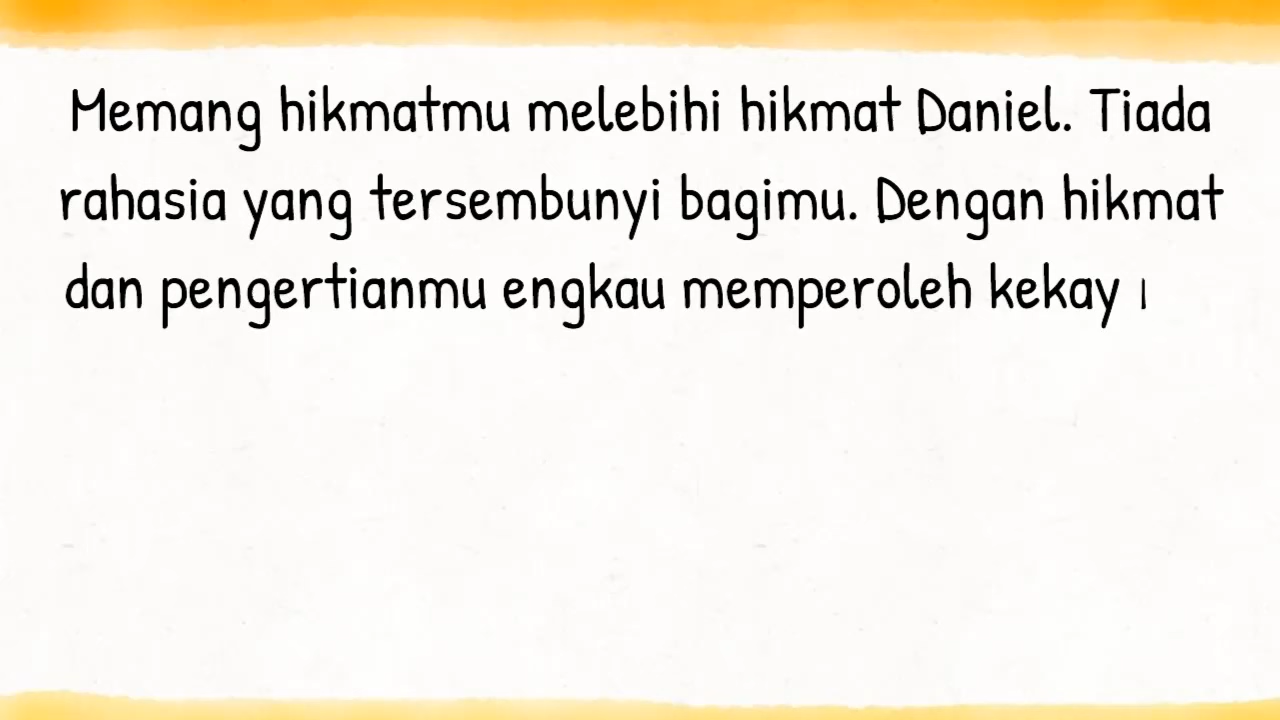 Memang hikmatmu melebihi hikmat Daniel. Tiada
rahasia yang tersembunyi bagimu. Dengan hikmat
dan pengertianmu engkau memperoleh kekay